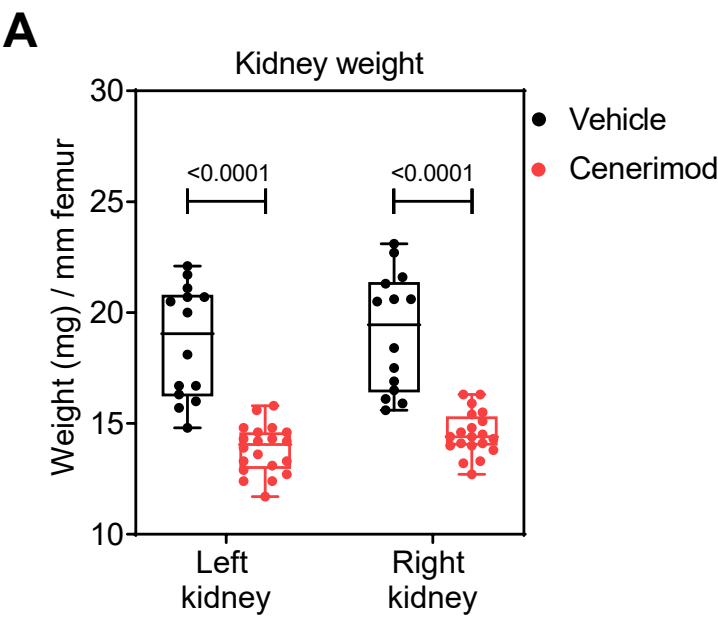 A
Kidney weight
Weight (mg) / mm femur
30
25
20
15
10
<0.0001
<0.0001
Vehicle
Cenerimod
Left
kidney
Right
kidney